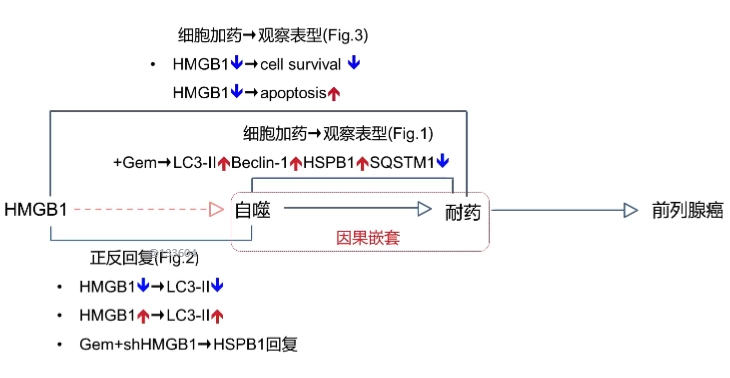 细胞加药→观察表型(Fig.3)
• HMGB1↓→cell survival ↓
HMGB1↓→apoptosis↑
细胞加药→观察表型(Fig.1)
+Gem→LC3-II↑Beclin-1↑HSPB1↑SQSTM1↓
HMGB1 自噬 耐药 前列腺癌
因果嵌套
正反回复(Fig.2)
• HMGB1↓→LC3-II↓
• HMGB1↑→LC3-II↑
• Gem+shHMGB1→HSPB1回复